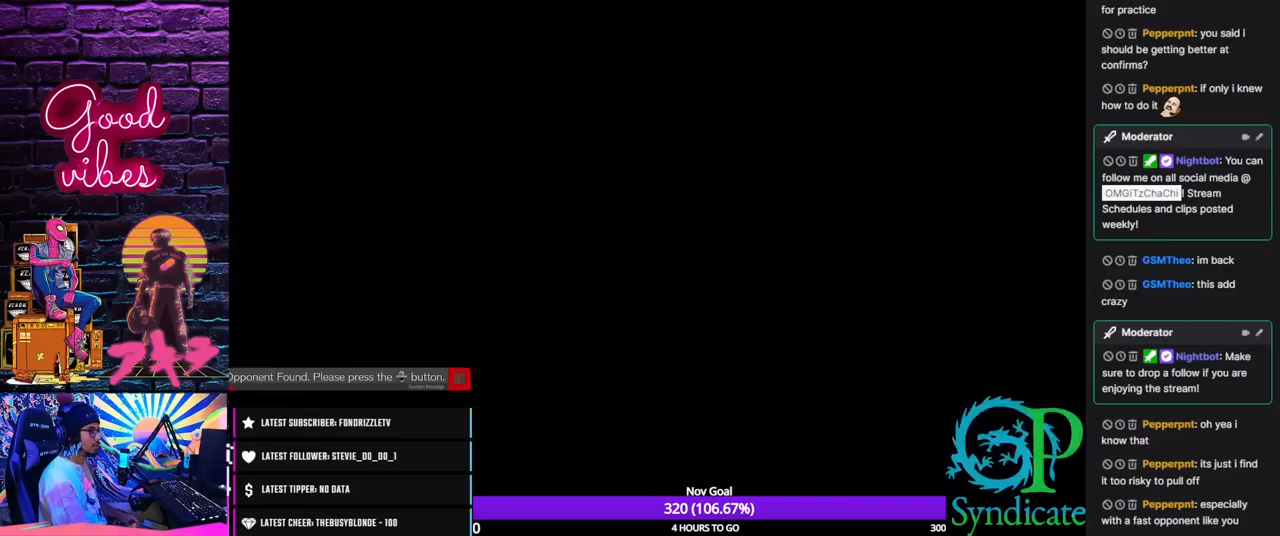 Good
vibes
Opponent Found. Please press the button.
System Message
LATEST SUBSCRIBER: FONDRIZZLETV
LATEST FOLLOWER: STEVIE_DO_DO_1
LATEST TIPPER: NO DATA
LATEST CHEER: THEBUSYBLONDE - 100
Nov Goal
320 (106.67%)
0
4 HOURS TO GO
300
OP
Syndicate
for practice
Pepperpnt: you said i
should be getting better at
confirms?
Pepperpnt: if only i knew
how to do it
Moderator
Nightbot: You can
follow me on all social media @
OMGiTzChaChi! Stream
Schedules and clips posted
weekly!
GSMTheo: im back
GSMTheo: this add
crazy
Moderator
Nightbot: Make
sure to drop a follow if you are
enjoying the stream!
Pepperpnt: oh yea i
know that
Pepperpnt: its just i find
it too risky to pull off
Pepperpnt: especially
with a fast opponent like you